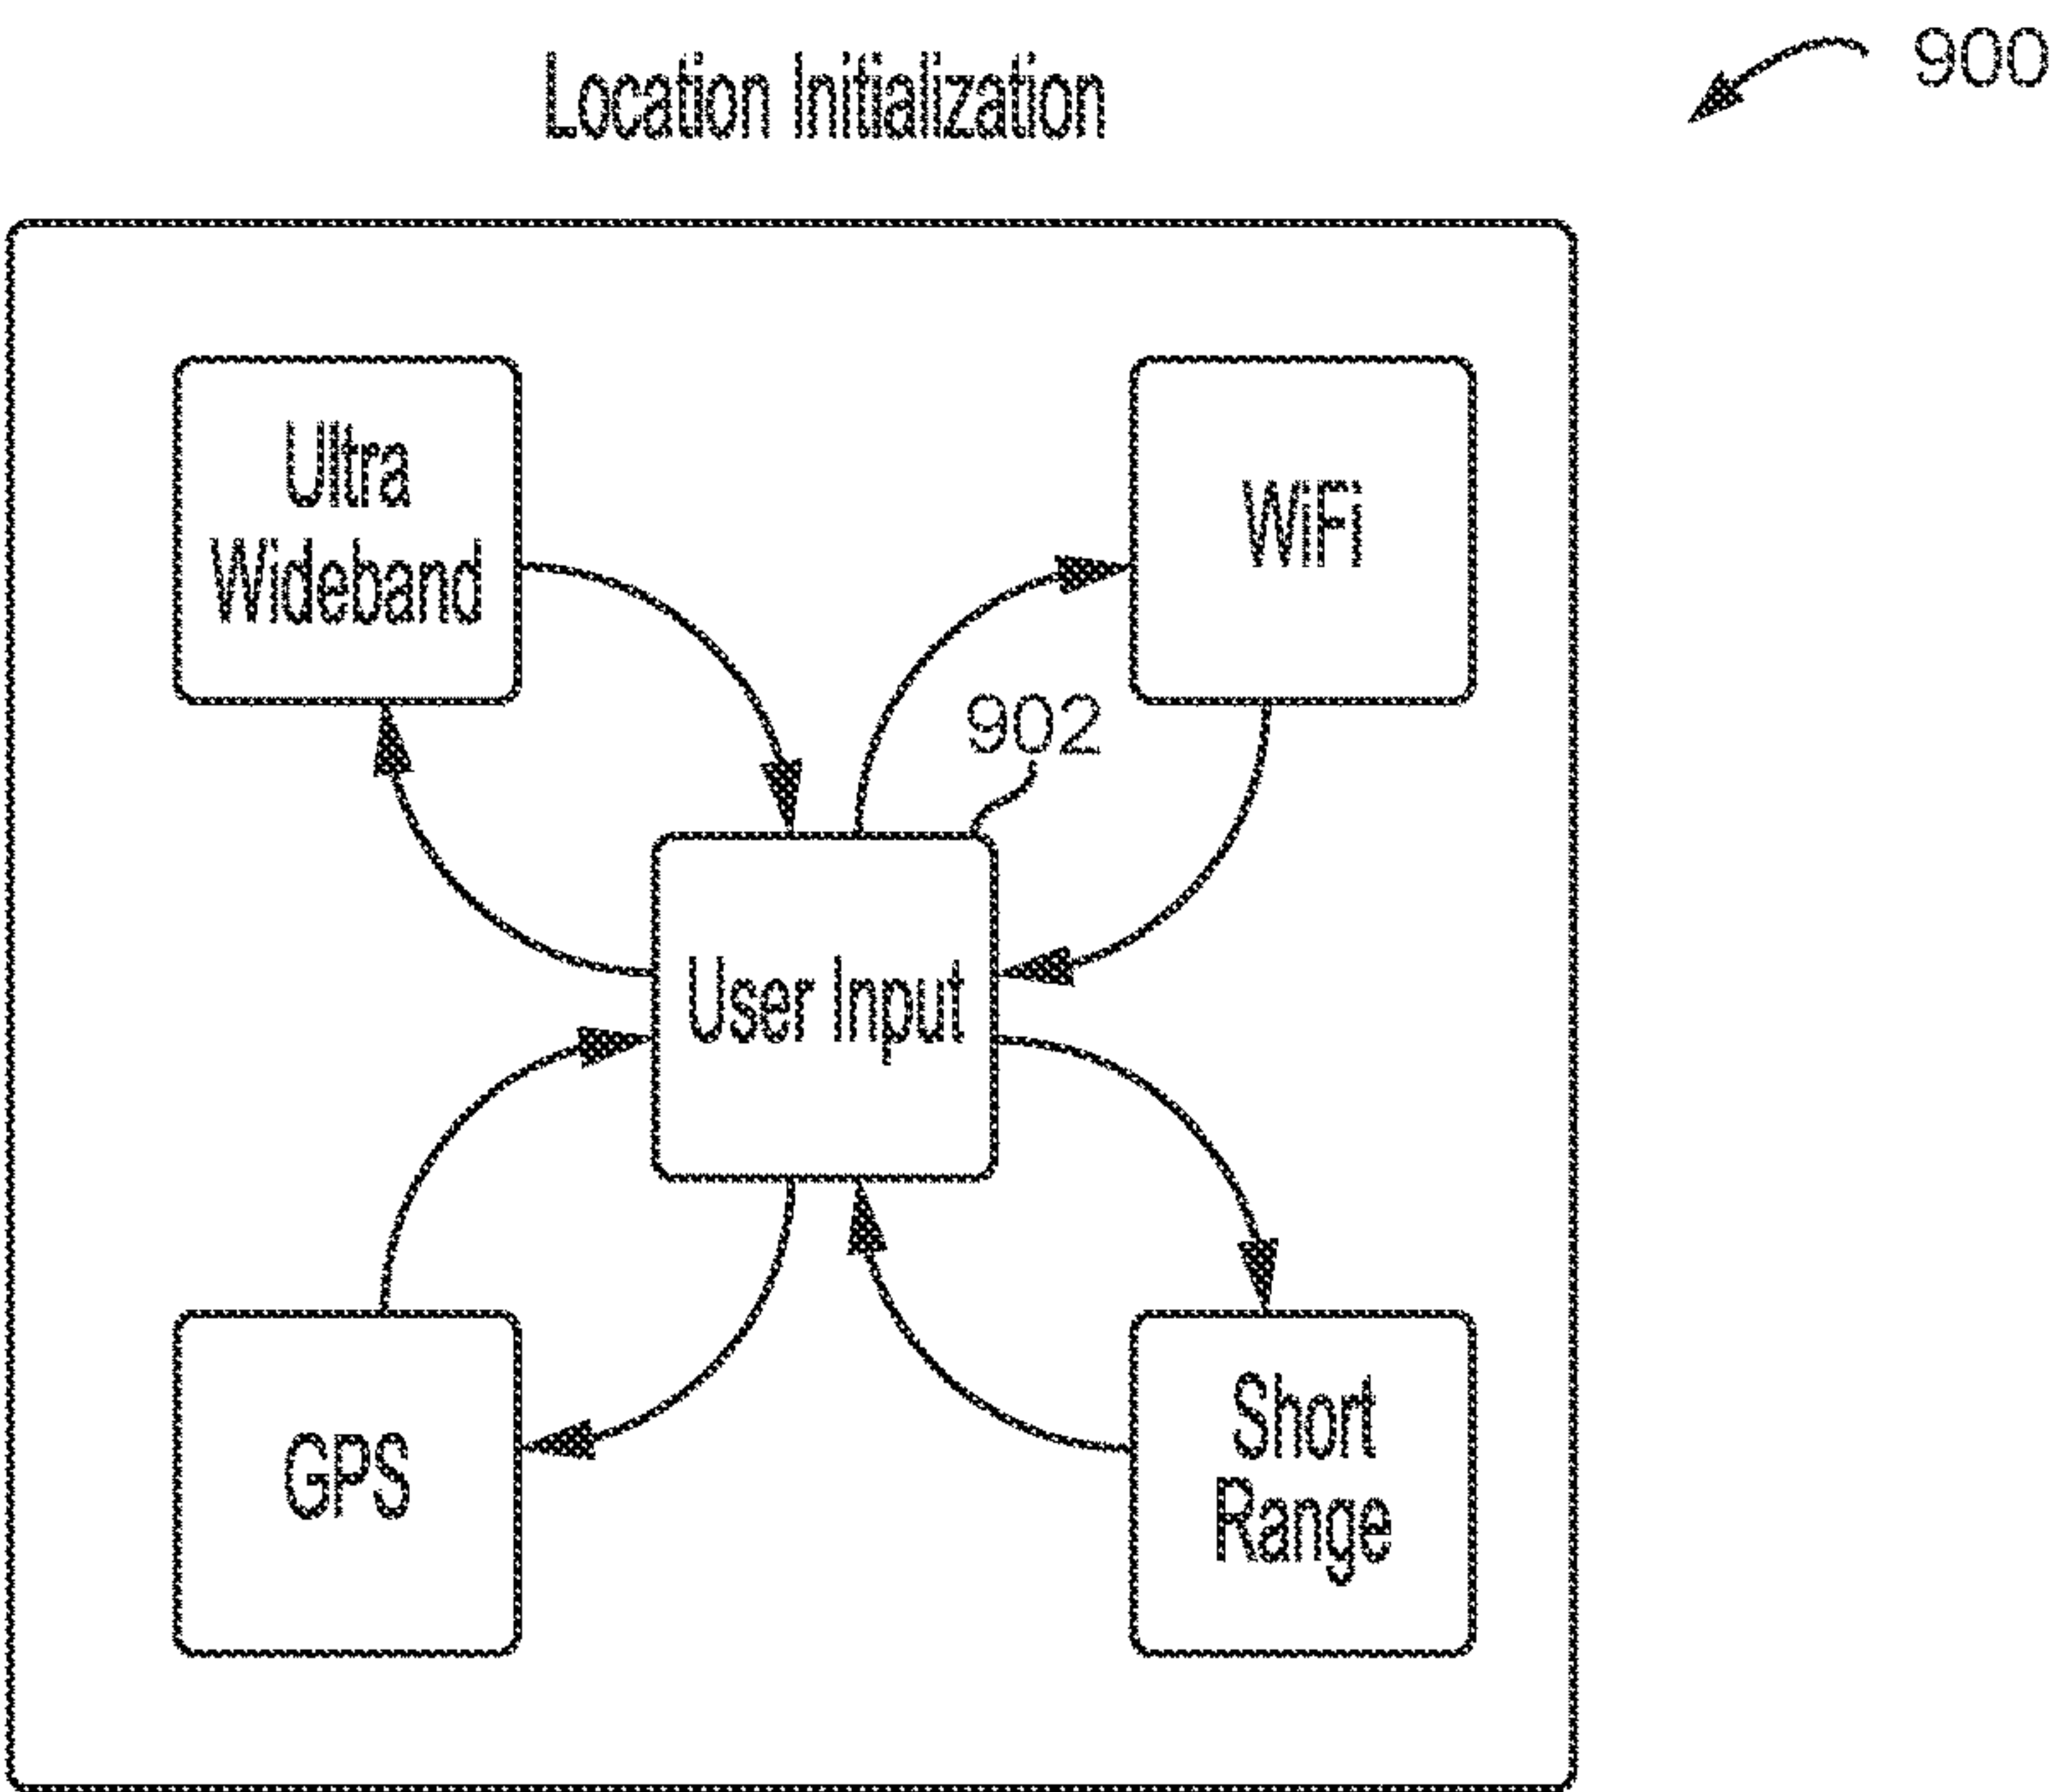 900
Location Initialization
Ultra
Wideband
WiFi
902
User Input
GPS
Short
Range